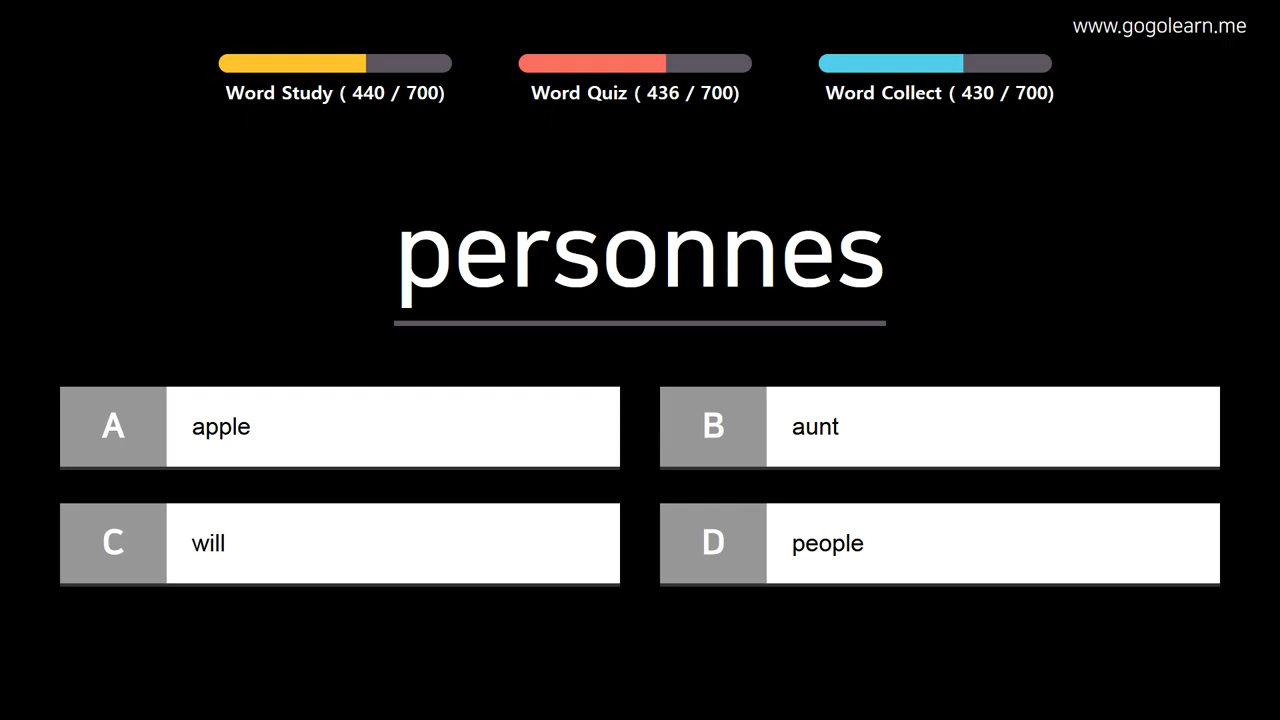 www.gogolearn.me
Word Study ( 440 / 700)
Word Quiz ( 436 / 700)
Word Collect ( 430 / 700)
personnes
A apple
B aunt
C will
D people